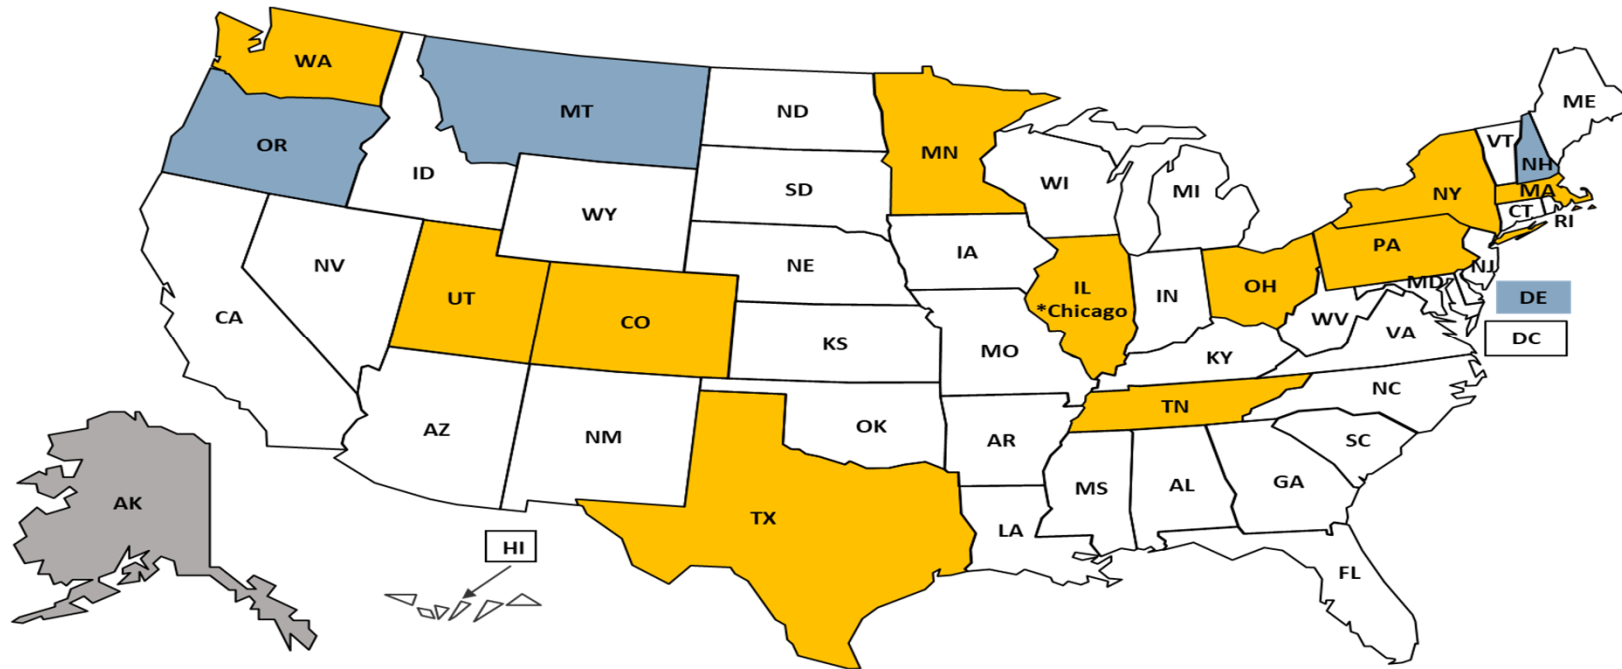 WA
MT
ND
MN
ME
VT
NH
OR
ID
SD
WI
MI
NY
MA
CT
RI
WY
NV
NE
IA
PA
NJ
UT
CO
IL
*Chicago
IN
OH
MD
DE
CA
KS
MO
WV
VA
DC
KY
NC
AZ
NM
OK
AR
TN
SC
AK
TX
MS
AL
GA
LA
HI
FL